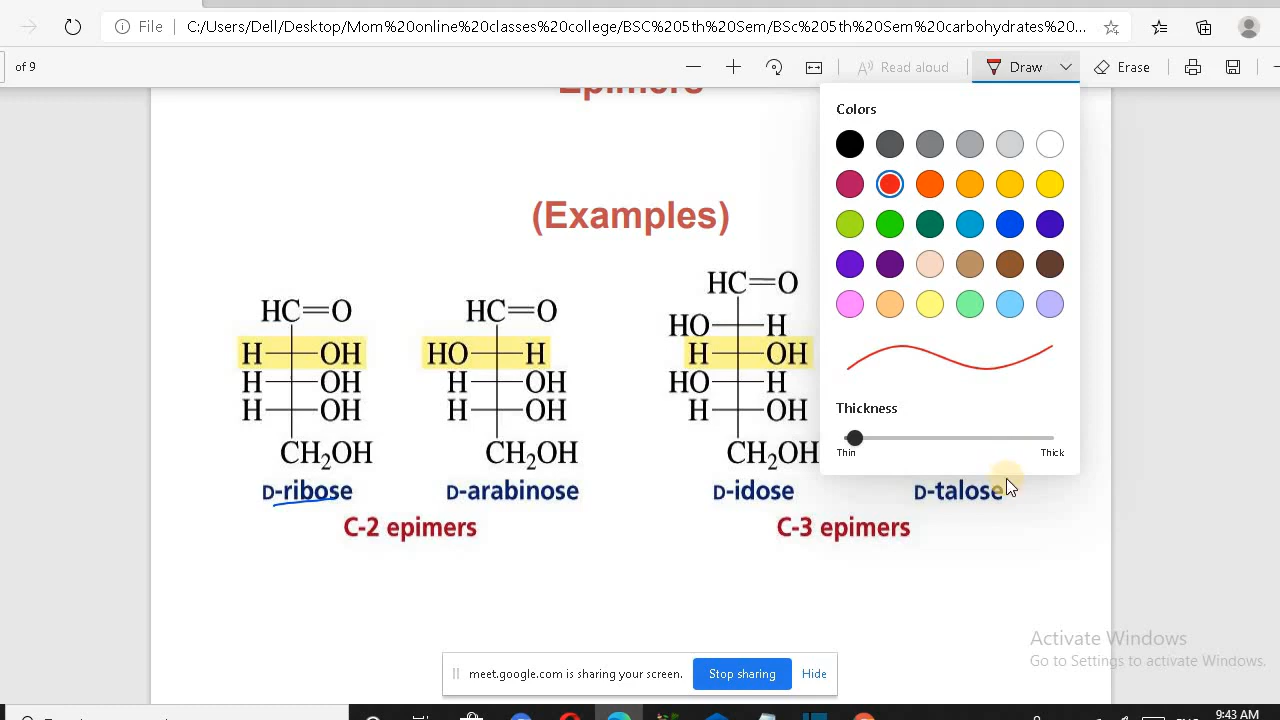 File
C:/Users/Dell/Desktop/Mom%20online%20classes%20college/BSC%205th%20Sem/BSc%205th%20Sem%20carbohydrates%20...
of 9
Read aloud
Draw
Erase
Epimers
(Examples)
HC=O
H OH
H OH
H OH
CH2OH
D-ribose
HC=O
HO H
H OH
H OH
CH2OH
D-arabinose
C-2 epimers
HC=O
HO H
H OH
HO H
H OH
CH2OH
D-idose
D-talose
C-3 epimers
Colors
Thickness
Thin
Thick
Activate Windows
Go to Settings to activate Windows.
meet.google.com is sharing your screen.
Stop sharing
Hide
9:43 AM